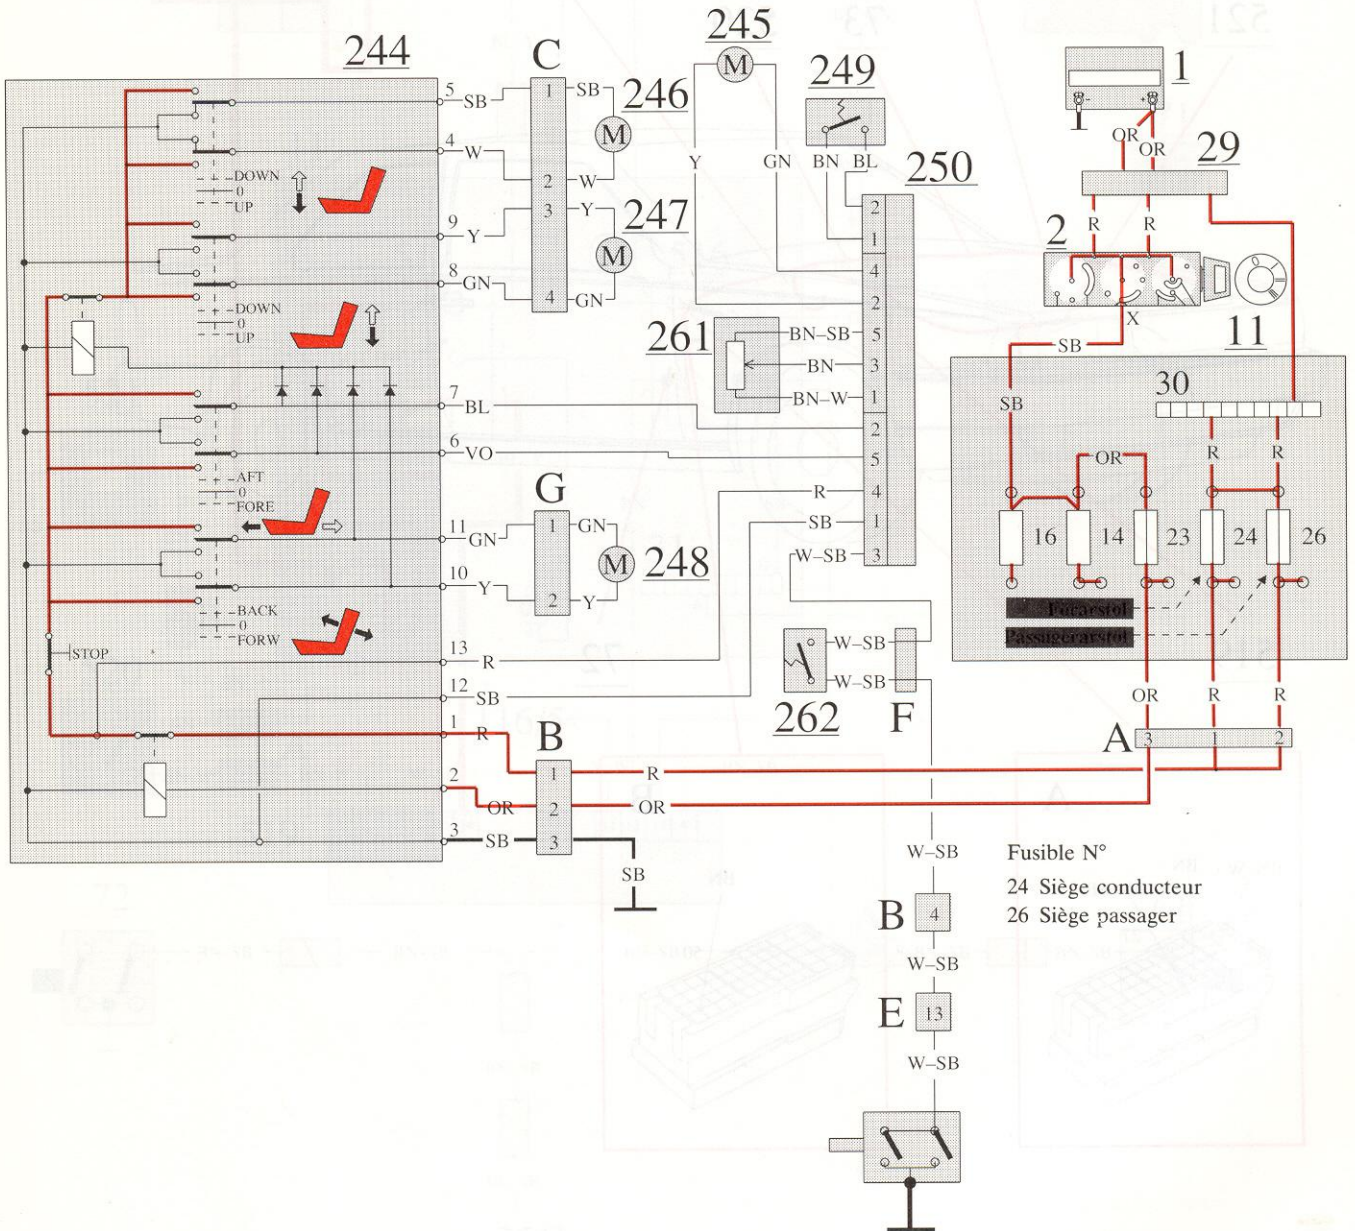 244
C
245
249
1
5 SB
1 SB
246
M
M
OR
OR
29
4 W
2 W
Y
GN
BN BL
250
DOWN
0
UP
3 Y
247
2
1
R
R
2
9 Y
M
4
8 GN
4 GN
2
X
11
DOWN
0
UP
261
BN–SB 5
BN 3
BN–W 1
SB
30
7 BL
2
SB
6 VO
5
OR
R
R
AFT
0
FORE
G
R 4
1 GN
SB 1
16
14
23
24
26
11 GN
M
248
W–SB 3
10 Y
2 Y
BACK
0
FORW
Förarstol
Passagerarstol
STOP
13 R
W–SB
W–SB
12 SB
262
F
OR
R
R
1 R
B
A
3
1
2
1 R
2 OR
2 OR
3 SB
3
SB
W–SB
Fusible N°
24 Siège conducteur
26 Siège passager
B
4
W–SB
E
13
W–SB